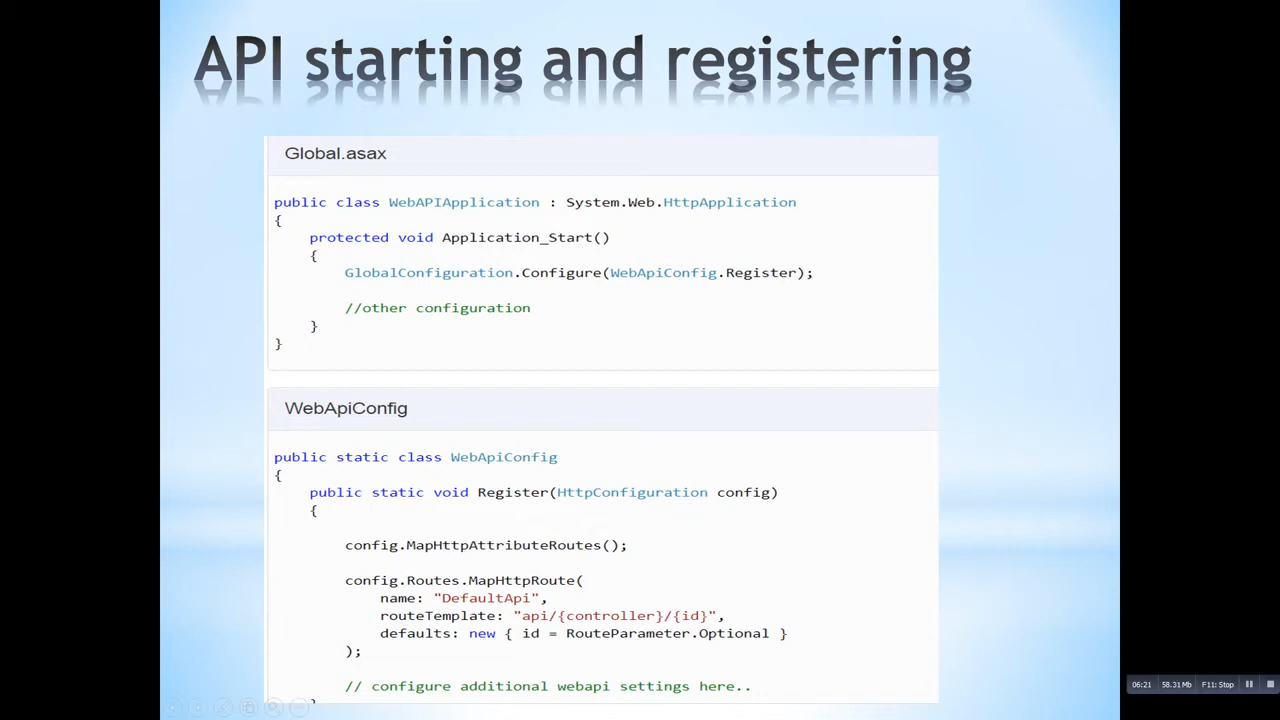 API starting and registering
Global.asax
public class WebAPIApplication : System.Web.HttpApplication
{
    protected void Application_Start()
    {
        GlobalConfiguration.Configure(WebApiConfig.Register);
        //other configuration
    }
}
WebApiConfig
public static class WebApiConfig
{
    public static void Register(HttpConfiguration config)
    {
        config.MapHttpAttributeRoutes();
        config.Routes.MapHttpRoute(
            name: "DefaultApi",
            routeTemplate: "api/{controller}/{id}",
            defaults: new { id = RouteParameter.Optional }
        );
        // configure additional webapi settings here..
06:21 58.31 Mb F11: Stop